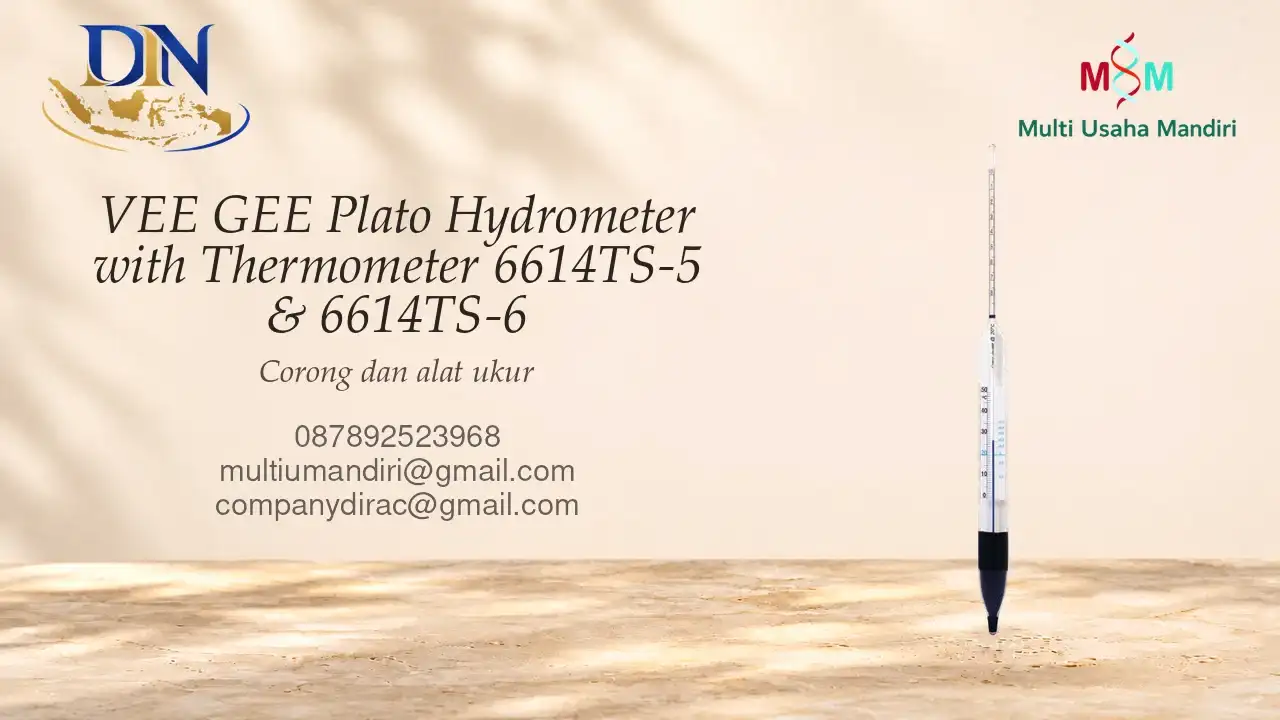 DIN
M M
Multi Usaha Mandiri
VEE GEE Plato Hydrometer
with Thermometer 6614TS-5
& 6614TS-6
Corong dan alat ukur
087892523968
multiumandiri@gmail.com
companydirac@gmail.com